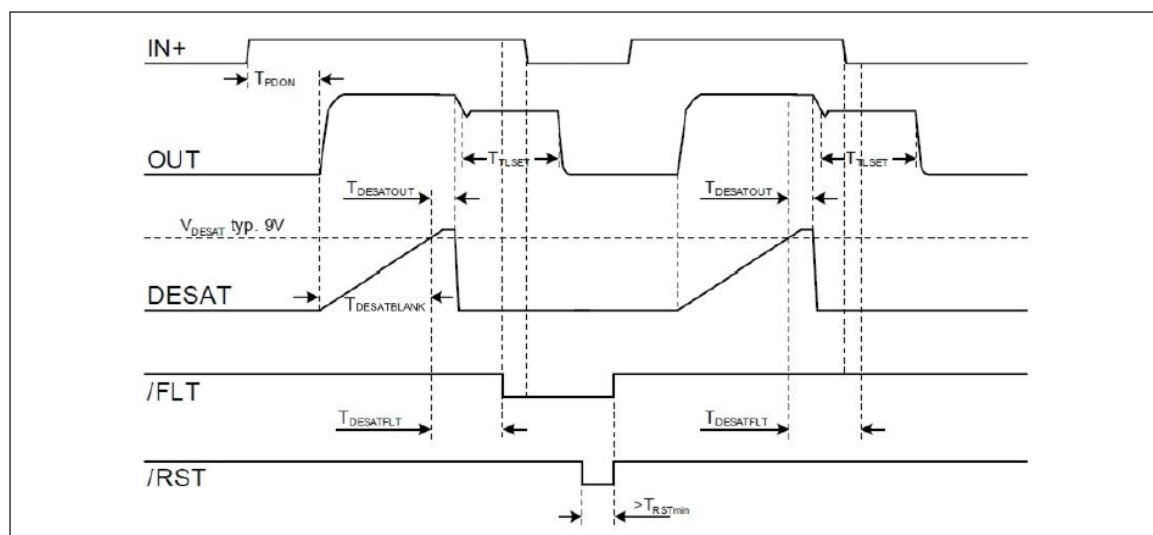 IN+
TPDON
OUT
TTLSET
TTLSET
TDESATOUT
TDESATOUT
VDESAT typ. 9V
DESAT
TDESATBLANK
/FLT
TDESATFLT
TDESATFLT
/RST
>TRSTmin